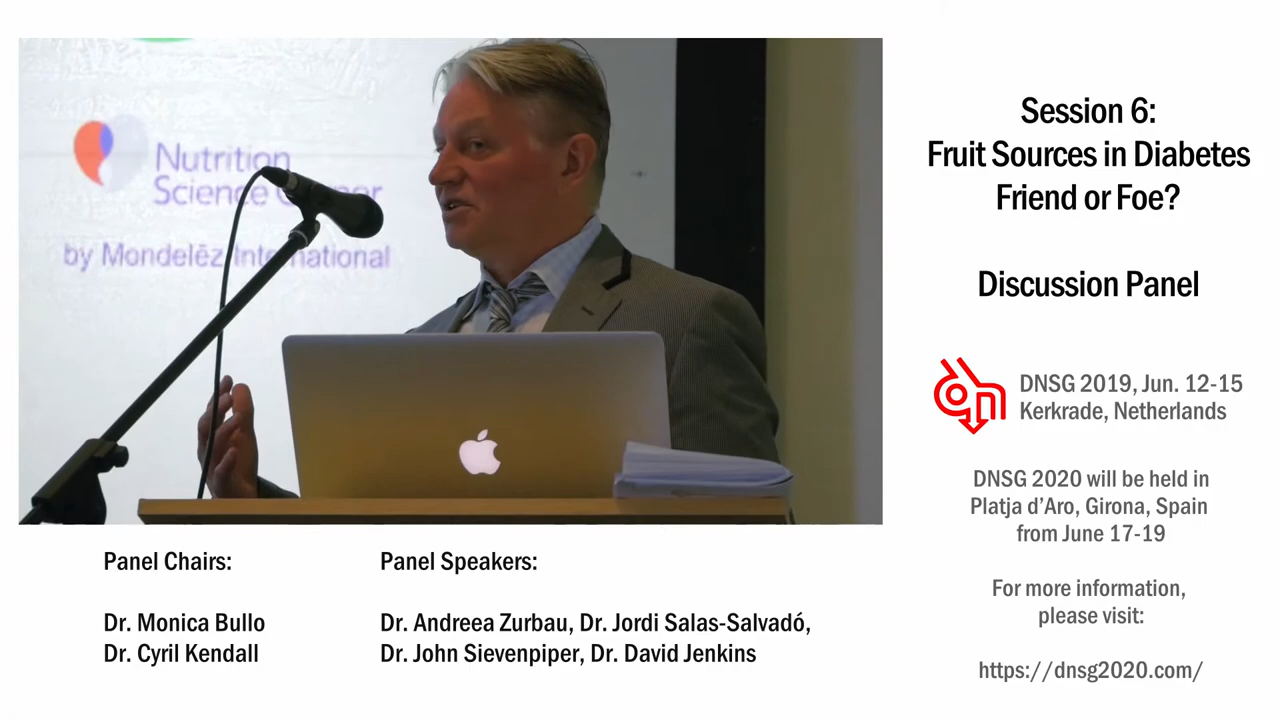 Nutrition
Science
by Mondelēz International
Session 6:
Fruit Sources in Diabetes
Friend or Foe?
Discussion Panel
DNSG 2019, Jun. 12-15
Kerkrade, Netherlands
DNSG 2020 will be held in
Platja d’Aro, Girona, Spain
from June 17-19
For more information,
please visit:
https://dnsg2020.com/
Panel Chairs:
Dr. Monica Bullo
Dr. Cyril Kendall
Panel Speakers:
Dr. Andreea Zurbau, Dr. Jordi Salas-Salvadó,
Dr. John Sievenpiper, Dr. David Jenkins